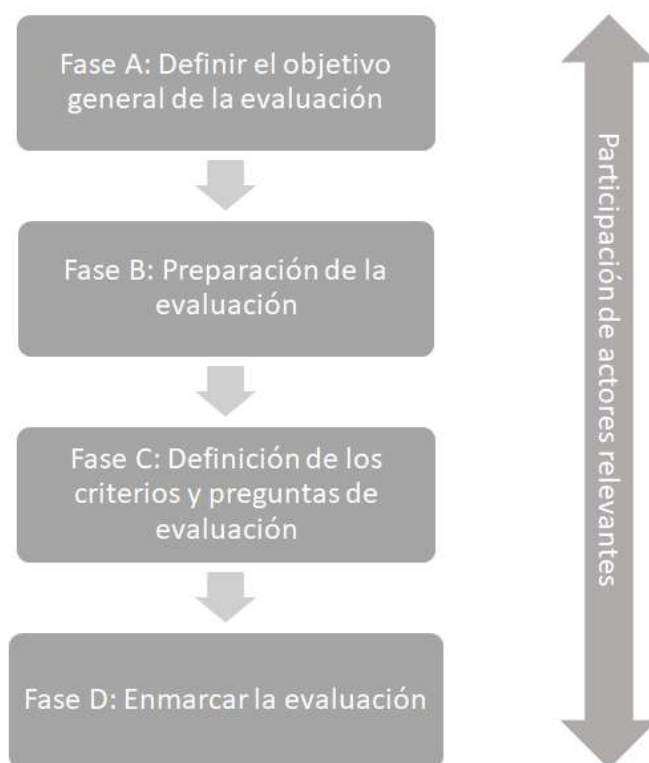 Fase A: Definir el objetivo
general de la evaluación
Fase B: Preparación de la
evaluación
Fase C: Definición de los
criterios y preguntas de
evaluación
Fase D: Enmarcar la evaluación
Participación de actores relevantes